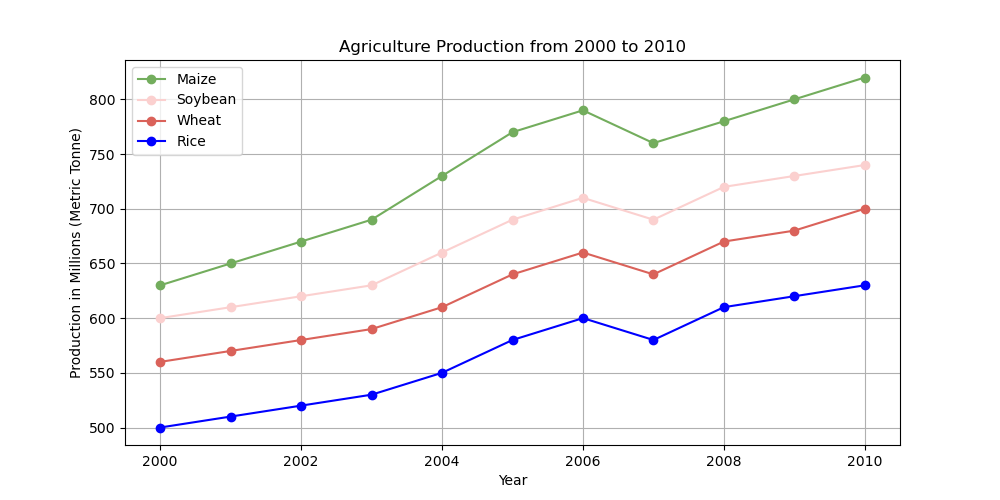 Agriculture Production from 2000 to 2010
Maize
Soybean
Wheat
Rice
Production in Millions (Metric Tonne)
800
750
700
650
600
550
500
2000 2002 2004 2006 2008 2010
Year